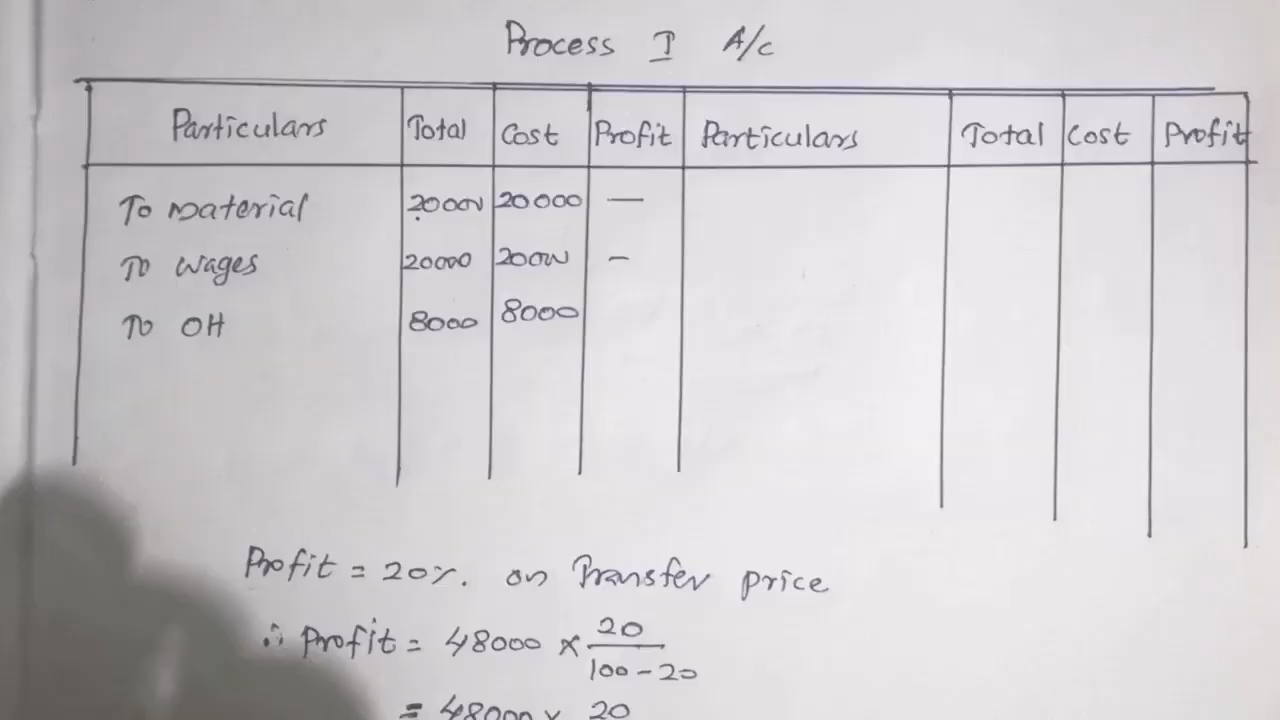 Process I A/c
Particulars Total Cost Profit Particulars Total Cost Profit
To Material 20000 20000 —
To Wages 20000 20000 -
To OH 8000 8000
Profit = 20%. on Transfer price
∴ Profit = 48000 × 20
100-20
= 48000 × 20